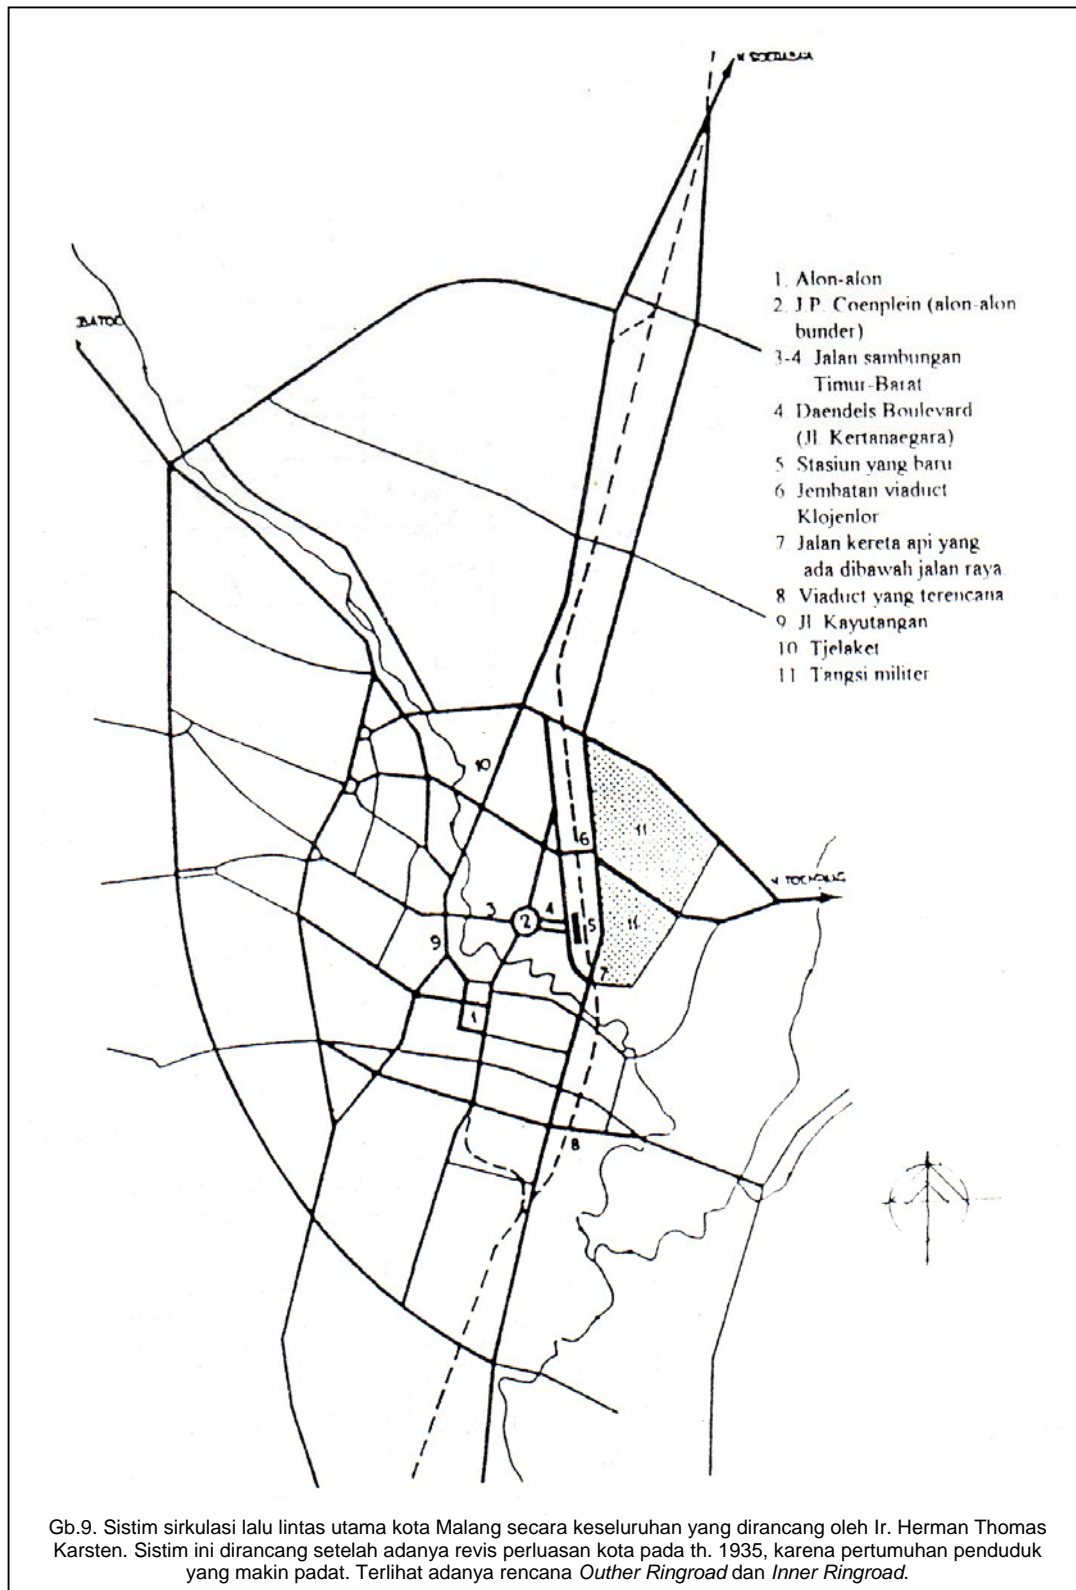 N SOERABAIA
BATOE
1. Alon-alon
2. J.P. Coenplein (alon-alon
bunder)
3-4 Jalan sambungan
Timur-Barat
4. Daendels Boulevard
(Jl. Kertanaegara)
5 Stasiun yang baru
6 Jembatan viaduct
Klojenlor
7. Jalan kereta api yang
ada dibawah jalan raya.
8 Viaduct yang terencana
9 Jl. Kayutangan
10 Tjelaket
11 Tangsi militer
10
11
6
3
2
4
5
11
9
7
1
8
Gb.9. Sistim sirkulasi lalu lintas utama kota Malang secara keseluruhan yang dirancang oleh Ir. Herman Thomas
Karsten. Sistim ini dirancang setelah adanya revis perluasan kota pada th. 1935, karena pertumuhan penduduk
yang makin padat. Terlihat adanya rencana Outher Ringroad dan Inner Ringroad.